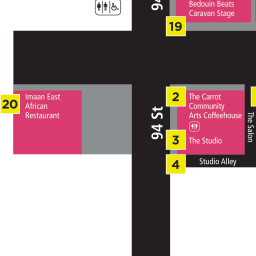 94
Bedouin Beats
Caravan Stage
19
20
Imaan East
African
Restaurant
94 St
2
The Carrot
Community
Arts Coffeehouse
3
The Studio
4
Studio Alley
The Salon